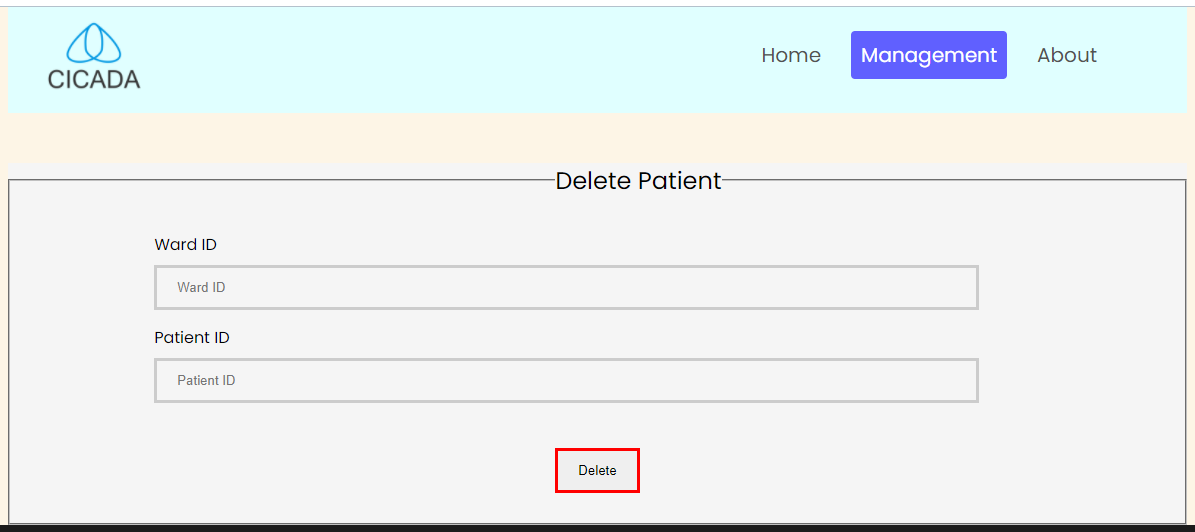 CICADA
Home Management About
Delete Patient
Ward ID
Ward ID
Patient ID
Patient ID
Delete